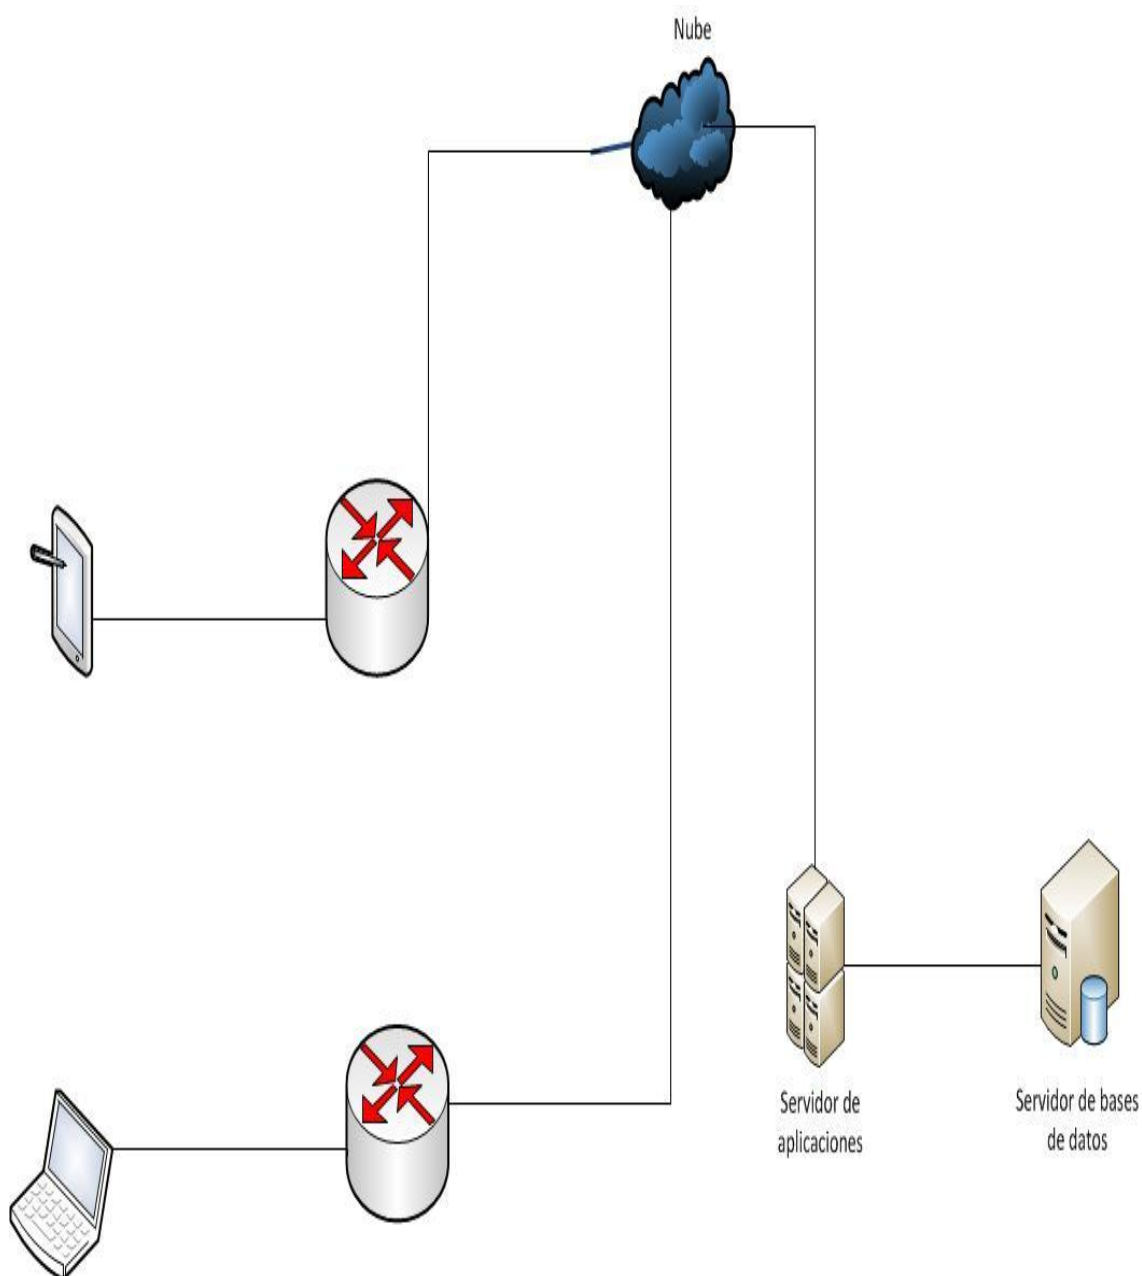 Nube
Servidor de
aplicaciones
Servidor de bases
de datos